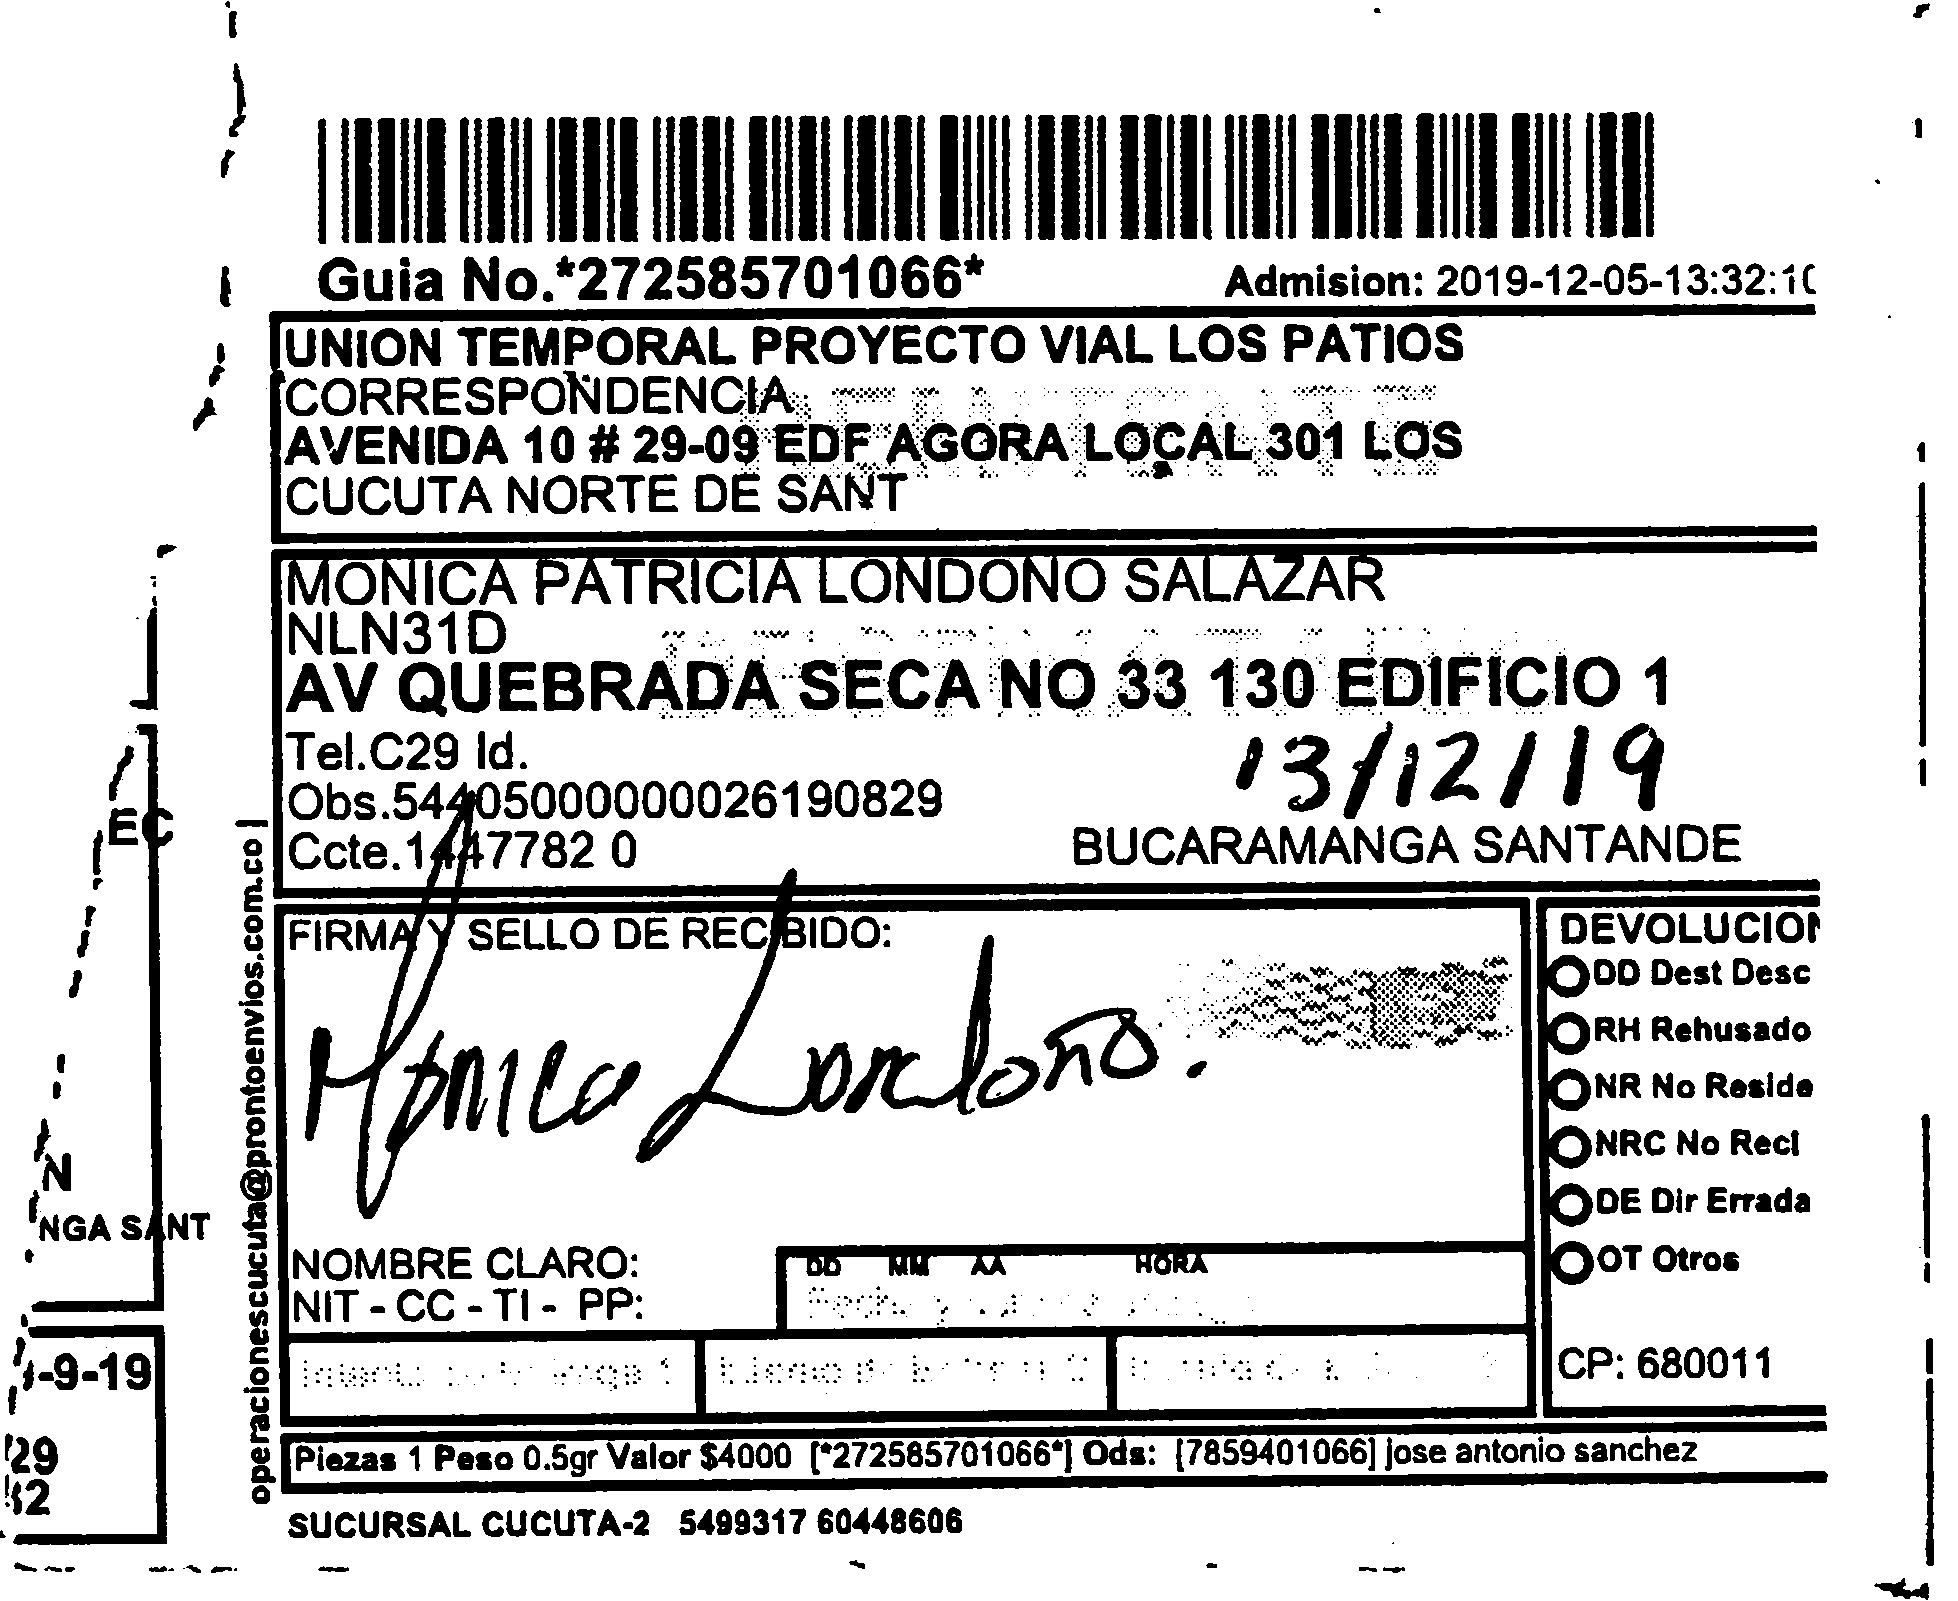 Guia No.*272585701066*
Admision: 2019-12-05-13:32:10
UNION TEMPORAL PROYECTO VIAL LOS PATIOS
CORRESPONDENCIA
REMITENTE
AVENIDA 10 # 29-09 EDF AGORA LOCAL 301 LOS
CUCUTA NORTE DE SANT
MONICA PATRICIA LONDONO SALAZAR
NLN31D
AV QUEBRADA SECA NO 33 130 EDIFICIO 1
Tel.C29 Id.
13/12/19
Obs.544050000000026190829
Ccte.1447782 0
BUCARAMANGA SANTANDE
operacionescucuta@prontoenvios.com.co |
FIRMA Y SELLO DE RECIBIDO:
Monica Londoño.
NOMBRE CLARO:
NIT - CC - TI - PP:
DD MM AA HORA
DEVOLUCION
DD Dest Desc
RH Rehusado
NR No Reside
NRC No Reci
DE Dir Errada
OT Otros
CP: 680011
Piezas 1 Peso 0.5gr Valor $4000 [*272585701066*] Ods: [7859401066] jose antonio sanchez
SUCURSAL CUCUTA-2 5499317 60448606
EC
N
NGA SANT
-9-19
29